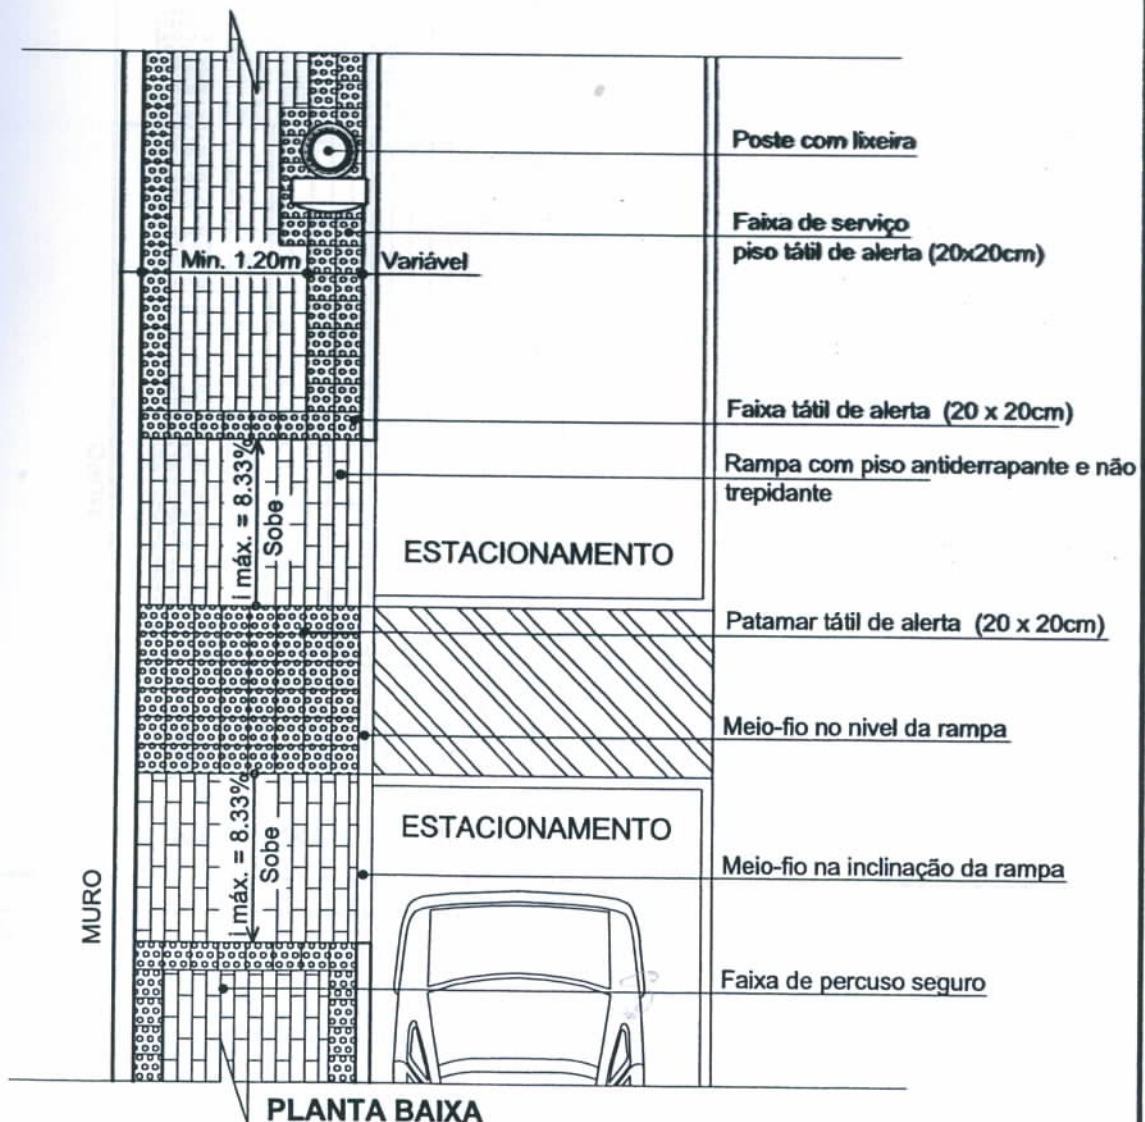 Poste com lixeira
Faixa de serviço
piso tátil de alerta (20x20cm)
Min. 1.20m
Variável
Faixa tátil de alerta (20 x 20cm)
Rampa com piso antiderrapante e não
trepidante
i máx. = 8.33%
Sobe
ESTACIONAMENTO
Patamar tátil de alerta (20 x 20cm)
Meio-fio no nivel da rampa
i máx. = 8.33%
Sobe
ESTACIONAMENTO
Meio-fio na inclinação da rampa
MURO
Faixa de percuso seguro
PLANTA BAIXA